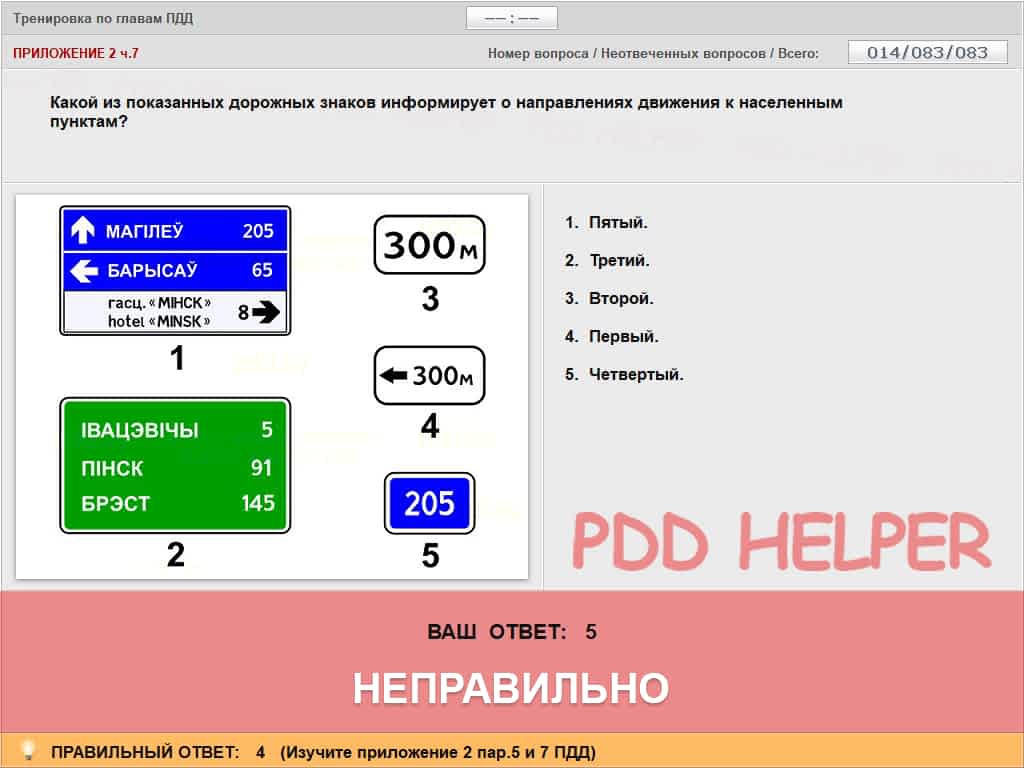 Тренировка по главам ПДД
–– : ––
ПРИЛОЖЕНИЕ 2 ч.7
Номер вопроса / Неотвеченных вопросов / Всего:
014/083/083
Какой из показанных дорожных знаков информирует о направлениях движения к населенным
пунктам?
МАГІЛЕЎ 205
БАРЫСАЎ 65
гасц. «МІНСК»
hotel «MINSK»
8
1
ІВАЦЭВІЧЫ 5
ПІНСК 91
БРЭСТ 145
2
300м
3
300м
4
205
5
1. Пятый.
2. Третий.
3. Второй.
4. Первый.
5. Четвертый.
PDD HELPER
ВАШ ОТВЕТ: 5
НЕПРАВИЛЬНО
ПРАВИЛЬНЫЙ ОТВЕТ: 4 (Изучите приложение 2 пар.5 и 7 ПДД)